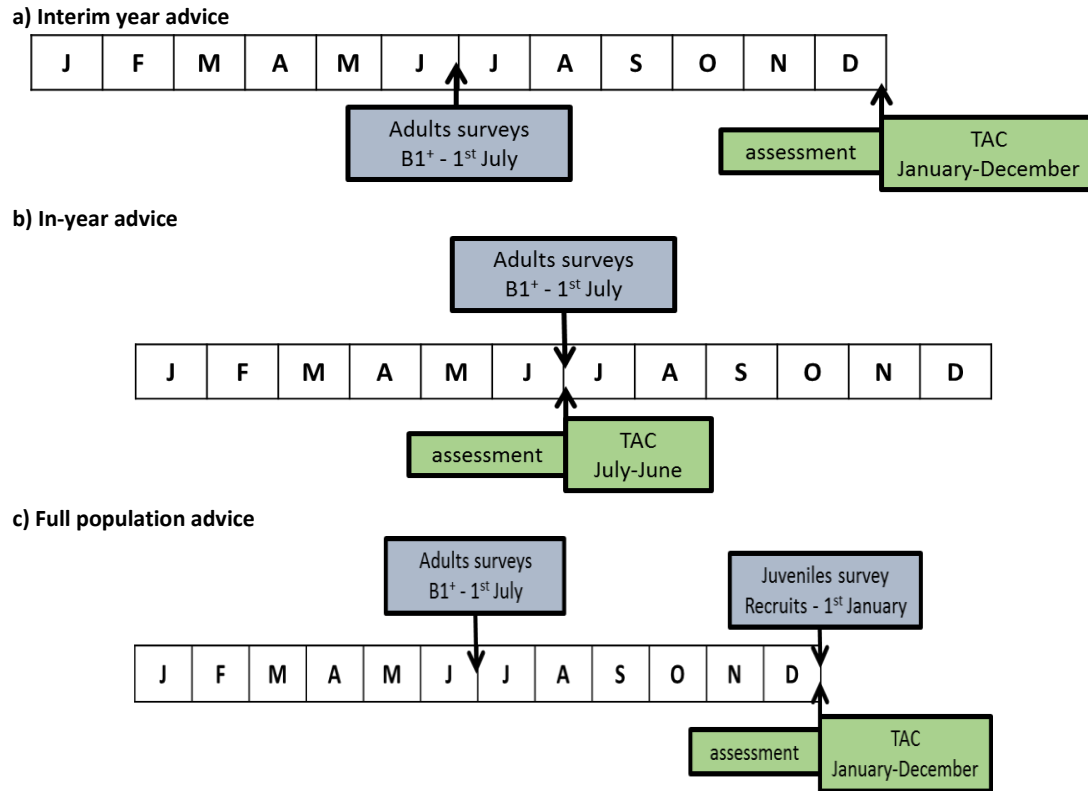 a) Interim year advice
J F M A M J J A S O N D
Adults surveys
B1⁺ - 1ˢᵗ July
assessment
TAC
January-December
b) In-year advice
Adults surveys
B1⁺ - 1ˢᵗ July
J F M A M J J A S O N D
assessment
TAC
July-June
c) Full population advice
Adults surveys
B1⁺ - 1ˢᵗ July
Juveniles survey
Recruits - 1ˢᵗ January
J F M A M J J A S O N D
assessment
TAC
January-December